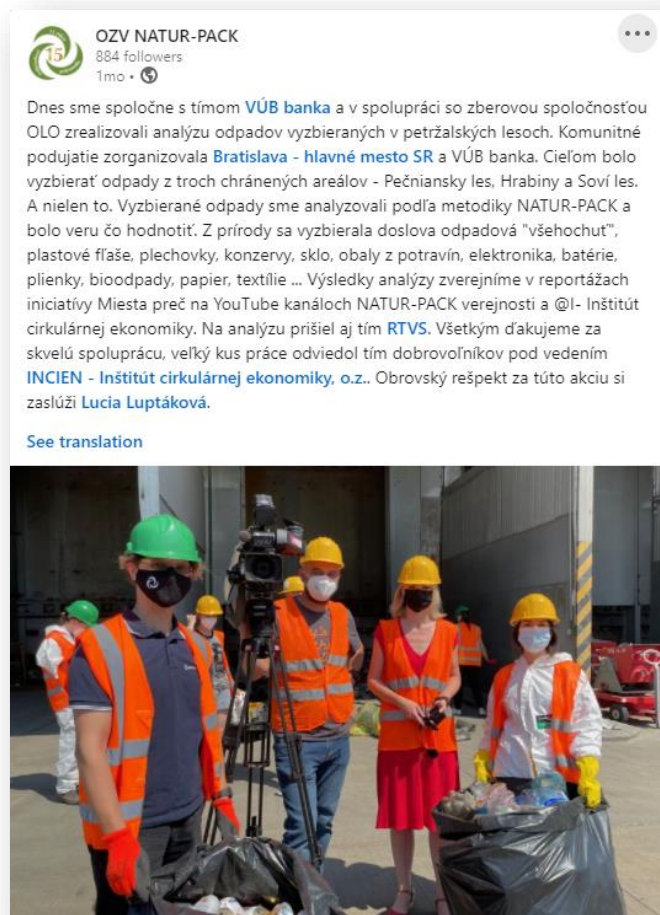 OZV NATUR-PACK
884 followers
1mo •
Dnes sme spoločne s tímom VÚB banka a v spolupráci so zberovou spoločnosťou
OLO zrealizovali analýzu odpadov vyzbieraných v petržalských lesoch. Komunitné
podujatie zorganizovala Bratislava - hlavné mesto SR a VÚB banka. Cieľom bolo
vyzbierať odpady z troch chránených areálov - Pečniansky les, Hrabiny a Soví les.
A nielen to. Vyzbierané odpady sme analyzovali podľa metodiky NATUR-PACK a
bolo veru čo hodnotiť. Z prírody sa vyzbierala doslova odpadová "všehochuť",
plastové fľaše, plechovky, konzervy, sklo, obaly z potravín, elektronika, batérie,
plienky, bioodpady, papier, textílie ... Výsledky analýzy zverejníme v reportážach
iniciatívy Miesta preč na YouTube kanáloch NATUR-PACK verejnosti a @I- Inštitút
cirkulárnej ekonomiky. Na analýzu prišiel aj tím RTVS. Všetkým ďakujeme za
skvelú spoluprácu, veľký kus práce odviedol tím dobrovoľníkov pod vedením
INCIEN - Inštitút cirkulárnej ekonomiky, o.z.. Obrovský rešpekt za túto akciu si
zaslúži Lucia Luptáková.
See translation
15